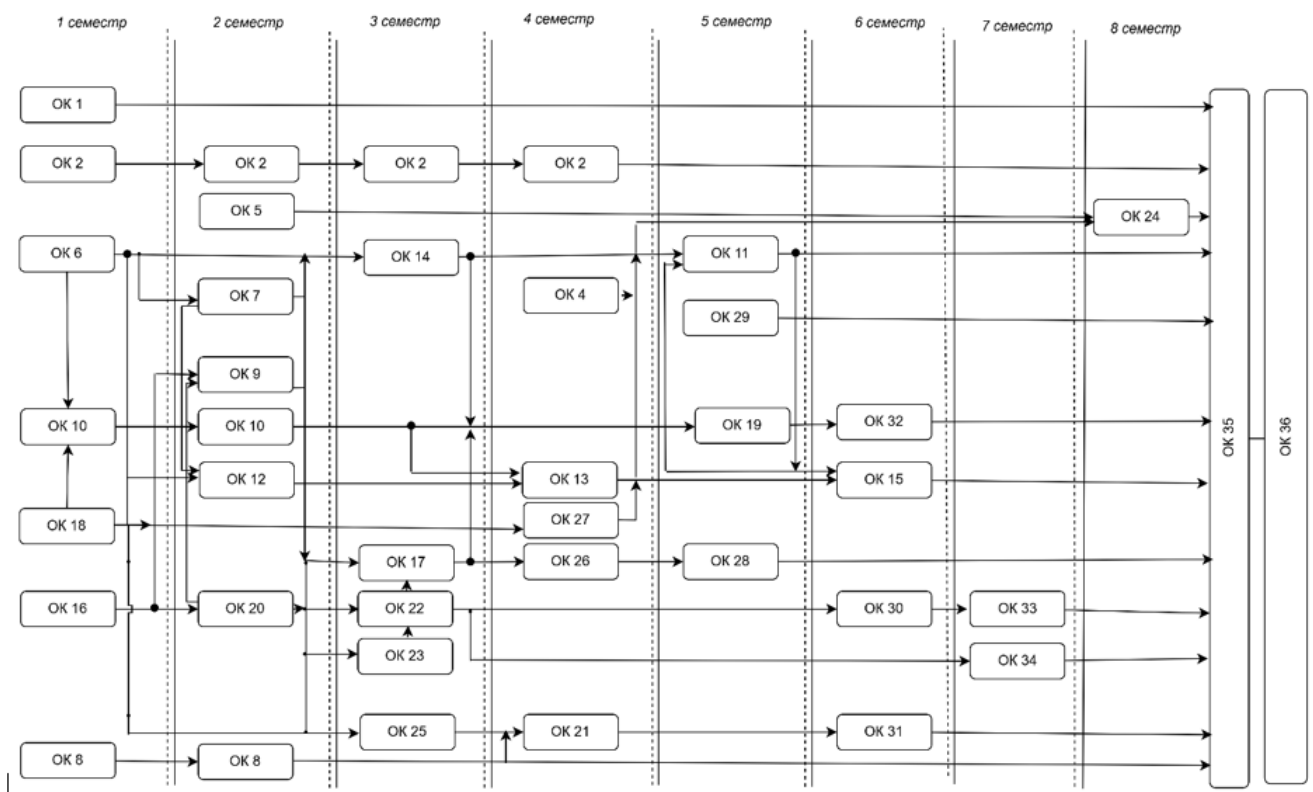 1 семестр 2 семестр 3 семестр 4 семестр 5 семестр 6 семестр 7 семестр 8 семестр
ОК 1
ОК 2 ОК 2 ОК 2 ОК 2
ОК 5 ОК 24
ОК 6 ОК 14 ОК 11
ОК 7 ОК 4
ОК 29
ОК 9
ОК 10 ОК 10 ОК 19 ОК 32
ОК 12 ОК 13 ОК 15
ОК 18 ОК 27
ОК 17 ОК 26 ОК 28
ОК 16 ОК 20 ОК 22 ОК 30 ОК 33
ОК 23 ОК 34
ОК 25 ОК 21 ОК 31
ОК 8 ОК 8
ОК 35
ОК 36